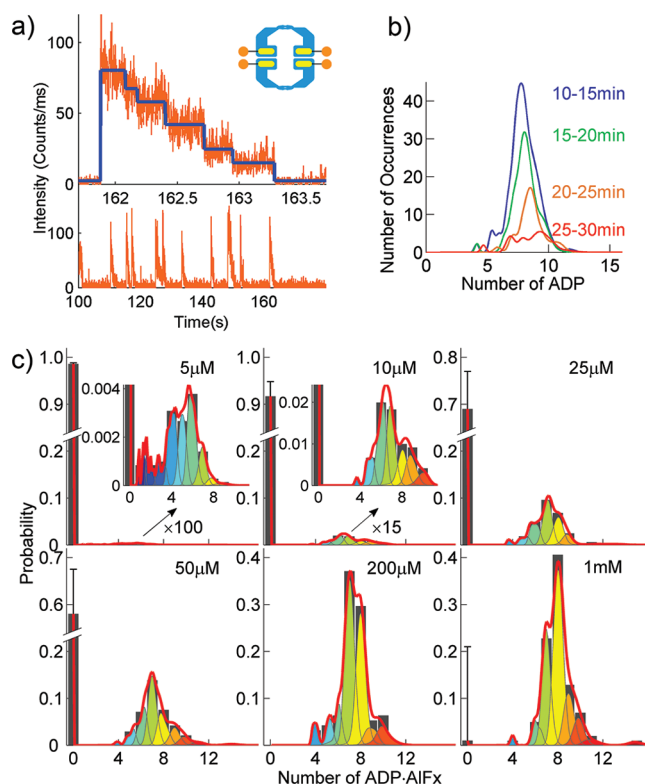 a)
Intensity (Counts/ms)
100
50
0
162 162.5 163 163.5
100
0
100 120 140 160
Time(s)
b)
Number of Occurrences
40
30
20
10
0
10-15min
15-20min
20-25min
25-30min
5 10 15
Number of ADP
c)
Probability
5µM
1.0
0.9
0.2
0.1
0
0.004
0.002
0.000
0 4 8
×100
10µM
1.0
0.9
0.2
0.1
0
0.02
0.01
0
0 4 8
×15
25µM
0.8
0.7
0.2
0.1
0
50µM
0.7
0.6
0.2
0.1
0
0 4 8 12
200µM
0.4
0.3
0.2
0.1
0
0 4 8 12
1mM
0.4
0.3
0.2
0.1
0
0 4 8 12
Number of ADP·AlFx